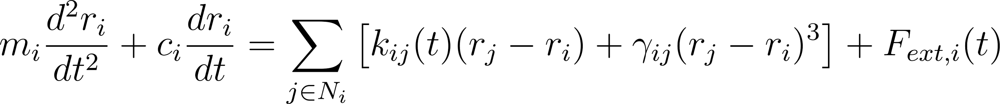 $m_i \frac{d^2 r_i}{dt^2} + c_i \frac{dr_i}{dt} = \sum_{j \in N_i} \left[ k_{ij}(t)(r_j - r_i) + \gamma_{ij}(r_j - r_i)^3 \right] + F_{ext,i}(t)$